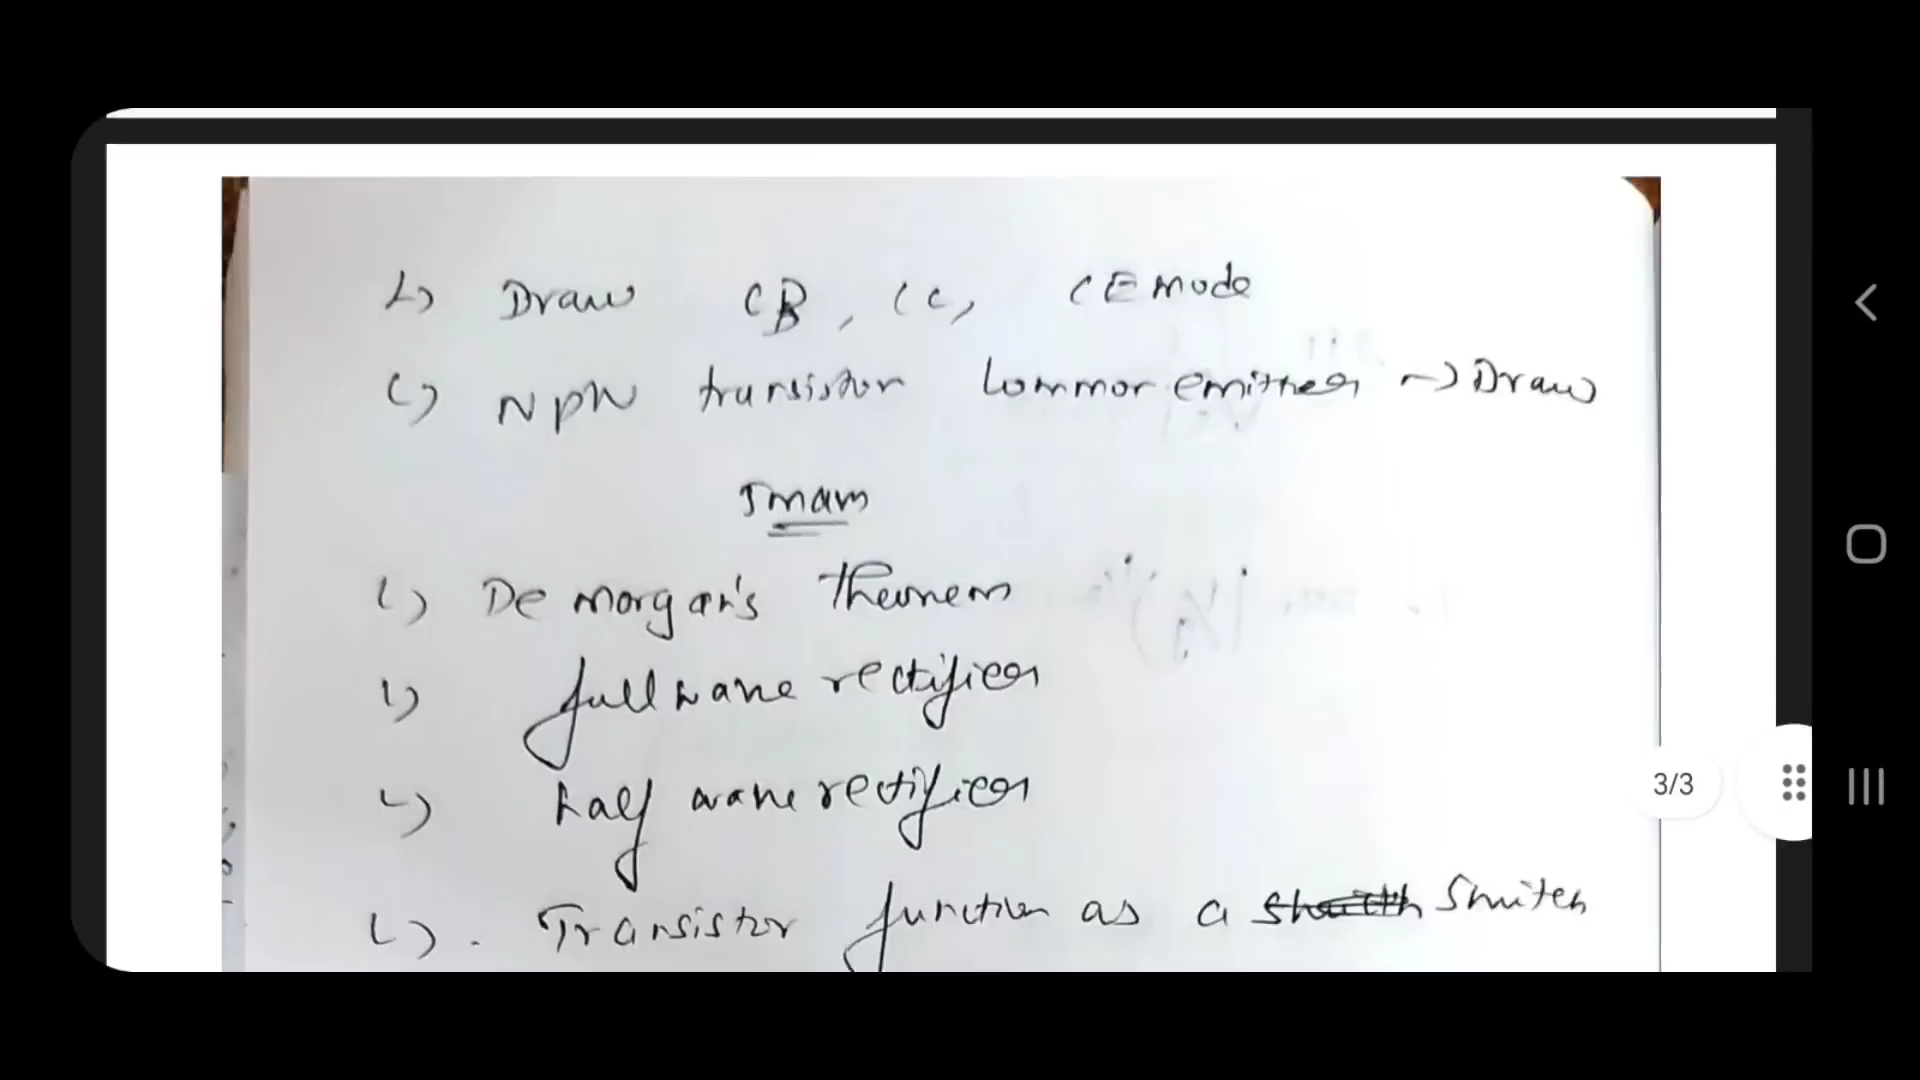 Draw CB, CC, CE mode
NPN transistor Common emitter → Draw
5mark
De morgan's theorem
full wave rectifier
half wave rectifier
Transistor function as a Switch
3/3